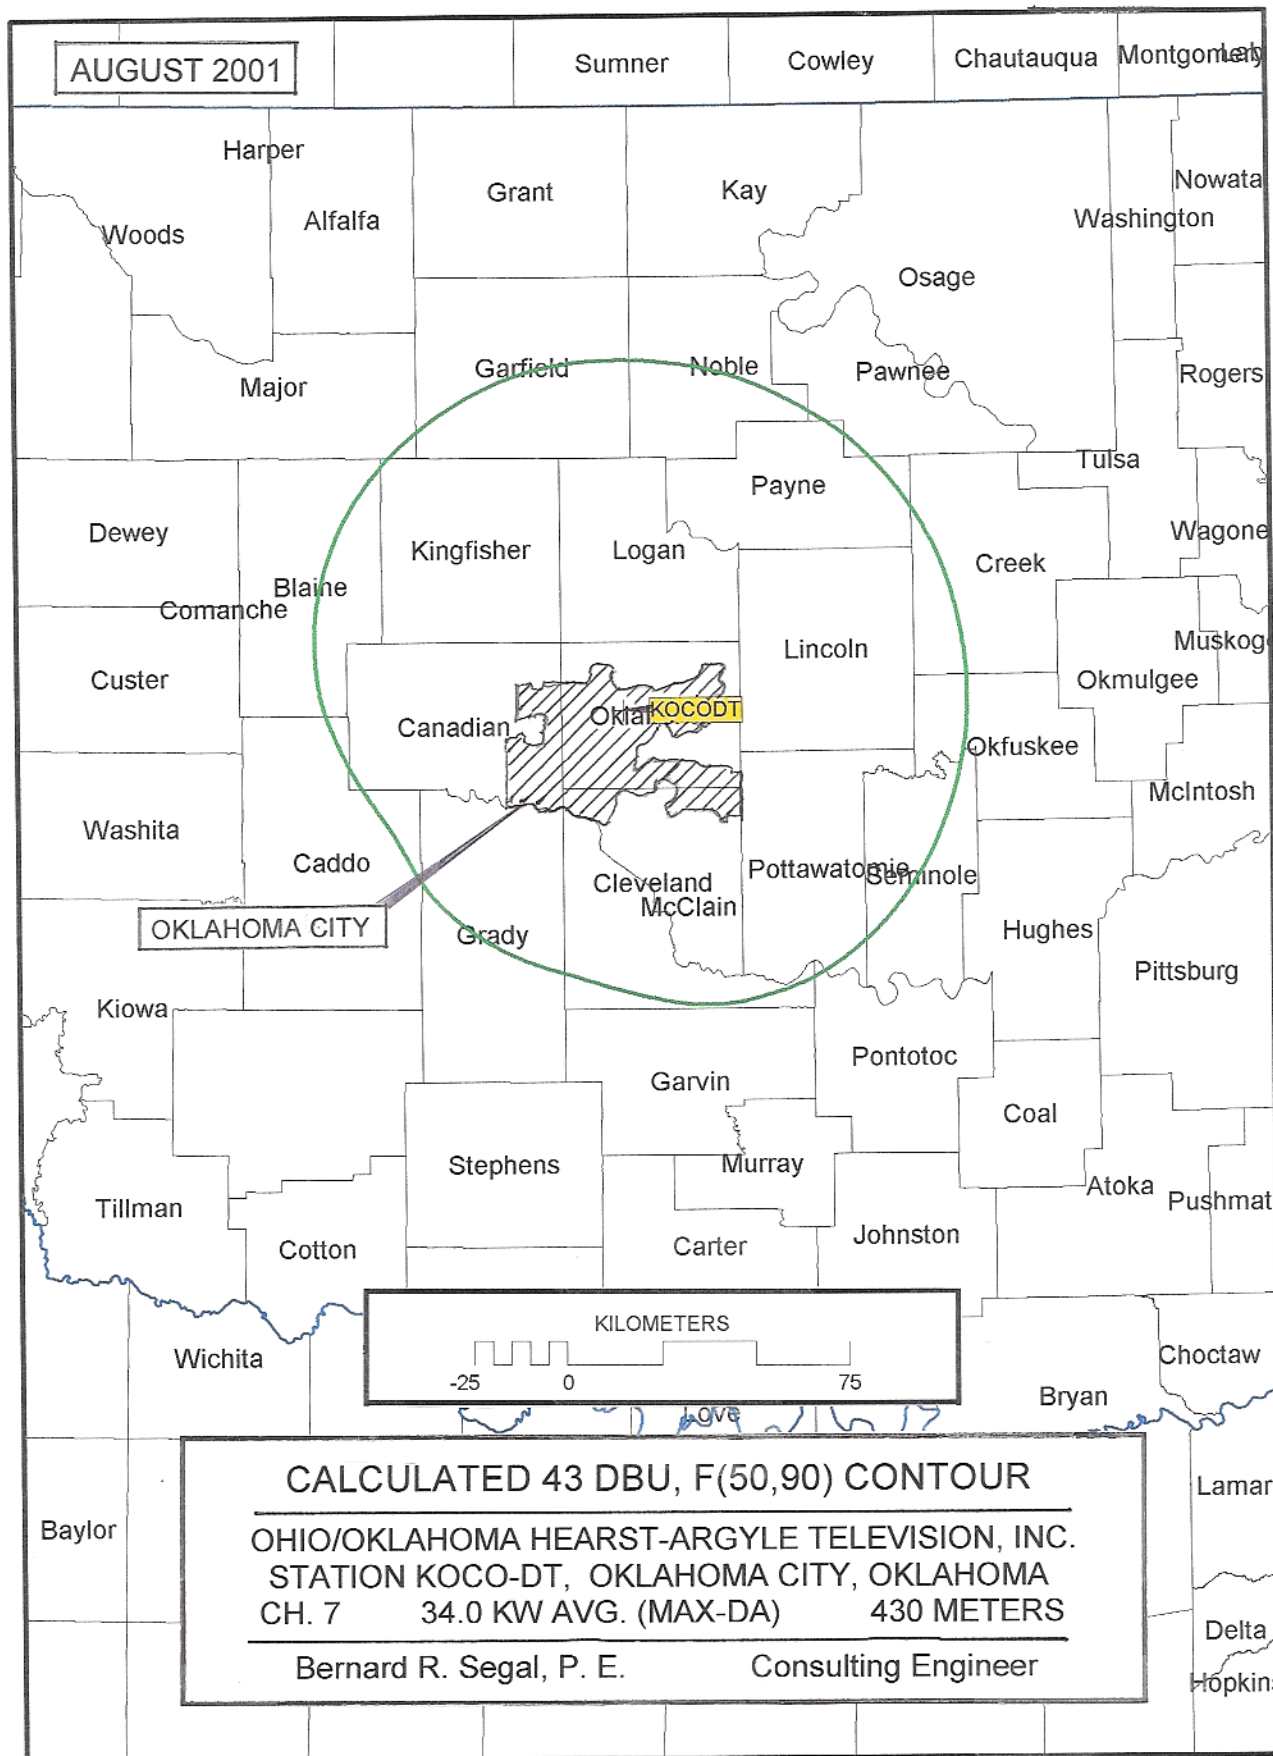 AUGUST 2001
Sumner
Cowley
Chautauqua
Montgomery
Harper
Nowata
Grant
Kay
Alfalfa
Washington
Woods
Osage
Garfield
Noble
Pawnee
Rogers
Major
Tulsa
Payne
Dewey
Wagone
Kingfisher
Logan
Creek
Blaine
Comanche
Muskog
Lincoln
Custer
Okmulgee
KOCODT
Canadian
Okfuskee
McIntosh
Washita
Caddo
Pottawatomie
Seminole
Cleveland
McClain
OKLAHOMA CITY
Grady
Hughes
Pittsburg
Kiowa
Pontotoc
Garvin
Coal
Stephens
Murray
Atoka
Pushmat
Tillman
Johnston
Cotton
Carter
KILOMETERS
-25 0 75
Wichita
Choctaw
Bryan
Love
CALCULATED 43 DBU, F(50,90) CONTOUR
Lamar
Baylor
OHIO/OKLAHOMA HEARST-ARGYLE TELEVISION, INC.
STATION KOCO-DT, OKLAHOMA CITY, OKLAHOMA
CH. 7 34.0 KW AVG. (MAX-DA) 430 METERS
Delta
Bernard R. Segal, P. E. Consulting Engineer
Hopkin